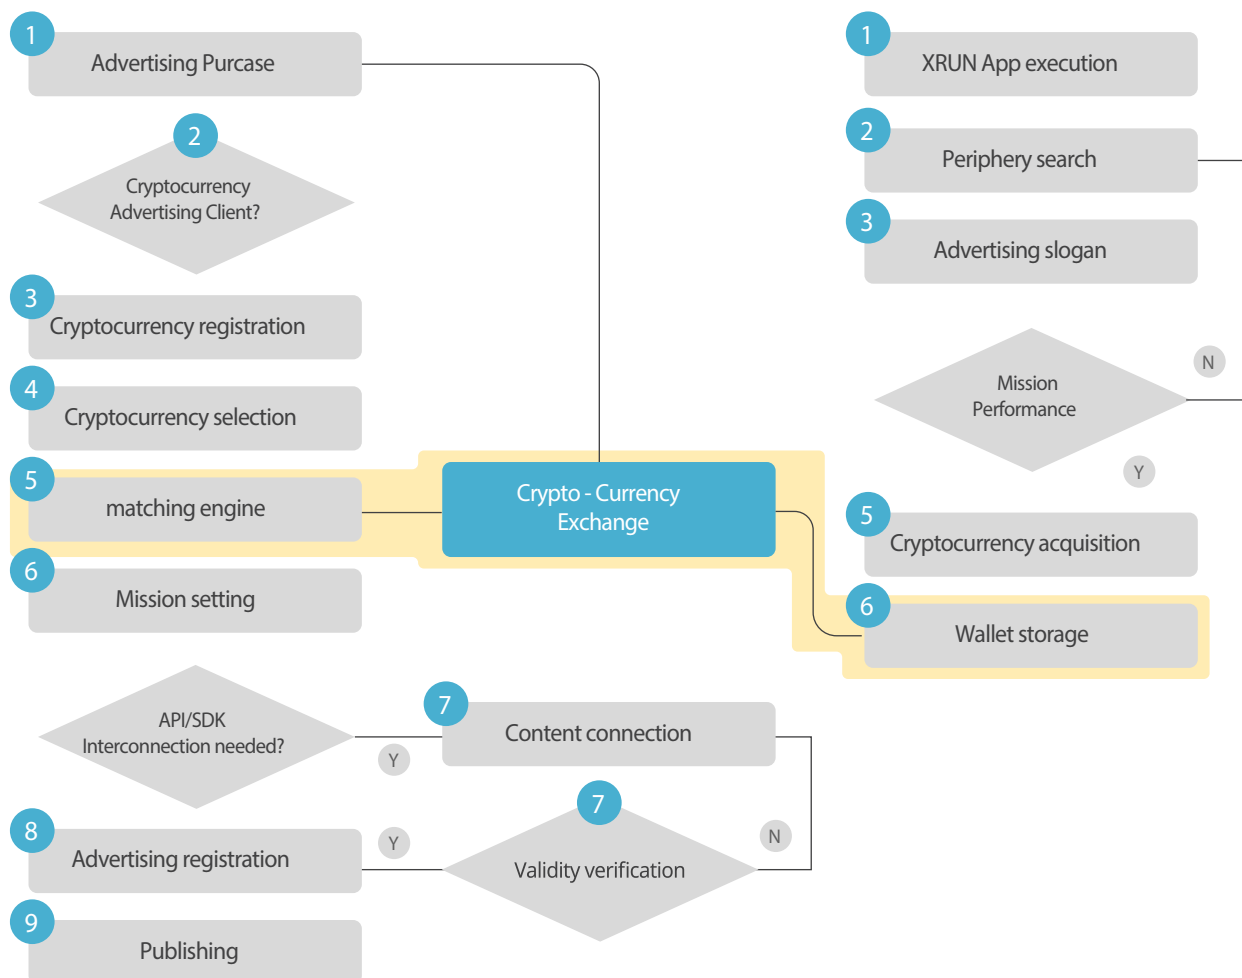 1
Advertising Purcase
2
Cryptocurrency
Advertising Client?
3
Cryptocurrency registration
4
Cryptocurrency selection
5
matching engine
6
Mission setting
API/SDK
Interconnection needed?
Y
7
Content connection
7
Validity verification
N
Y
8
Advertising registration
9
Publishing
Crypto - Currency
Exchange
1
XRUN App execution
2
Periphery search
3
Advertising slogan
Mission
Performance
N
Y
5
Cryptocurrency acquisition
6
Wallet storage